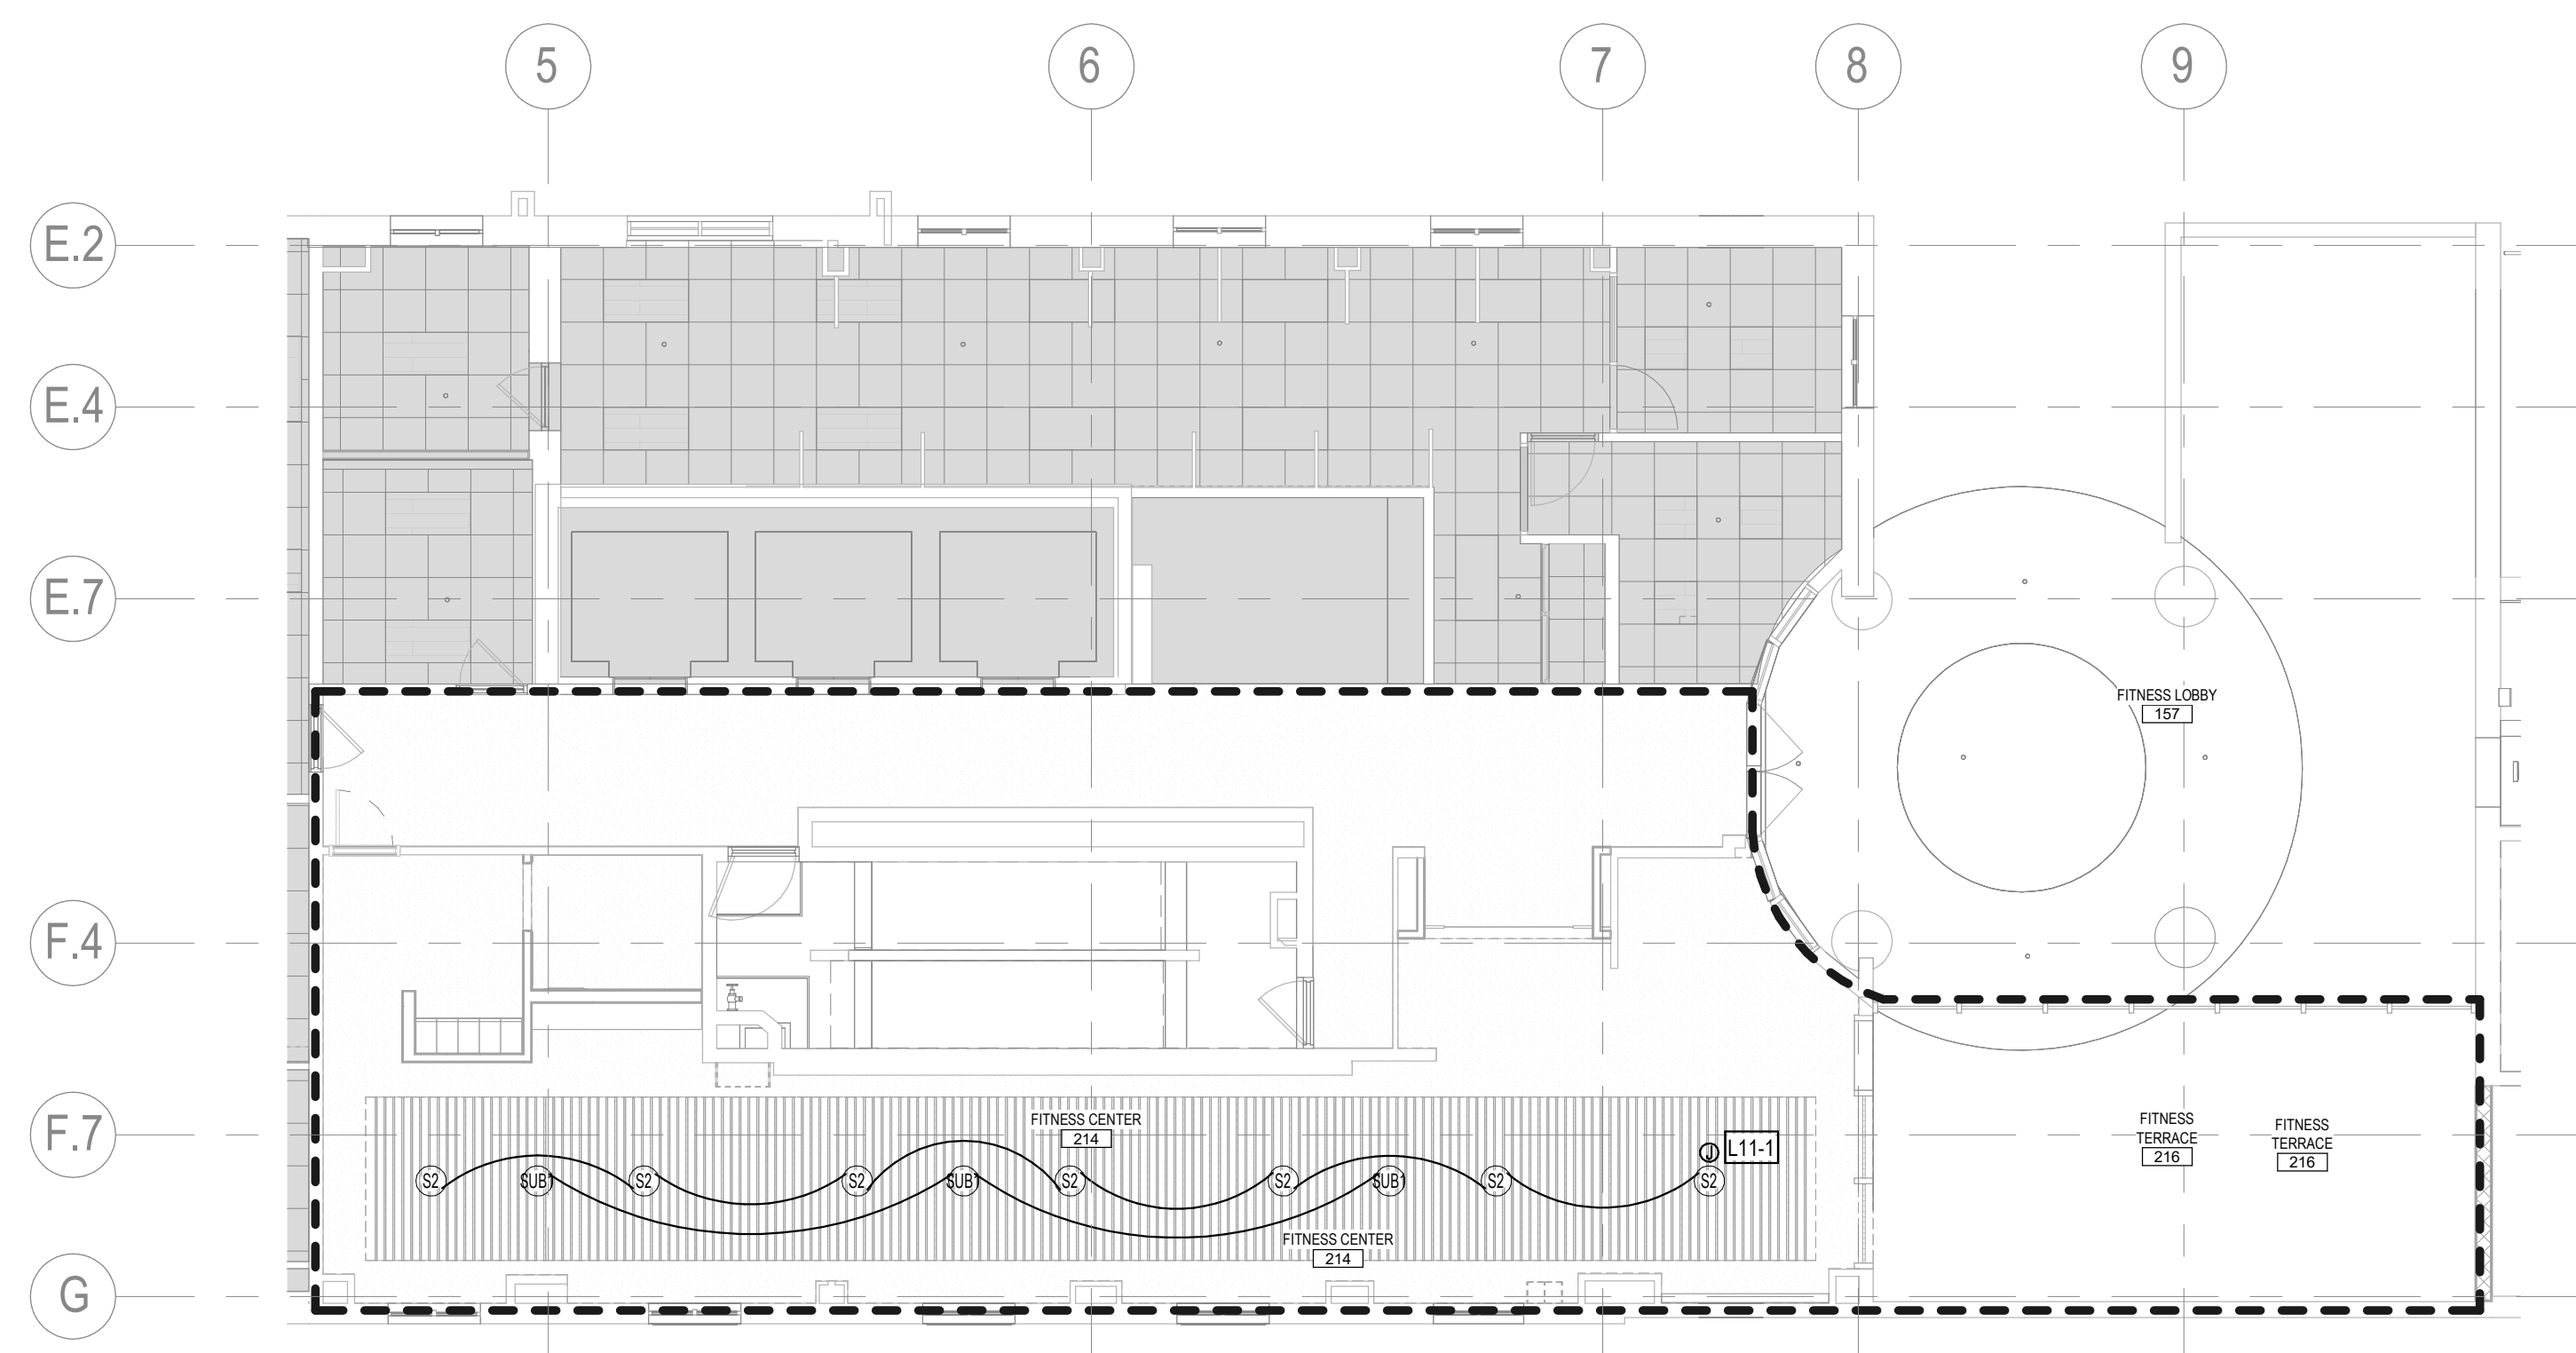 5
6
7
8
9
E.2
E.4
E.7
FITNESS LOBBY
157
F.4
F.7
FITNESS CENTER
214
FITNESS
TERRACE
216
FITNESS
TERRACE
216
J
L11-1
S2
SUB1
S2
S2
SUB1
S2
S2
SUB1
S2
S2
FITNESS CENTER
214
G